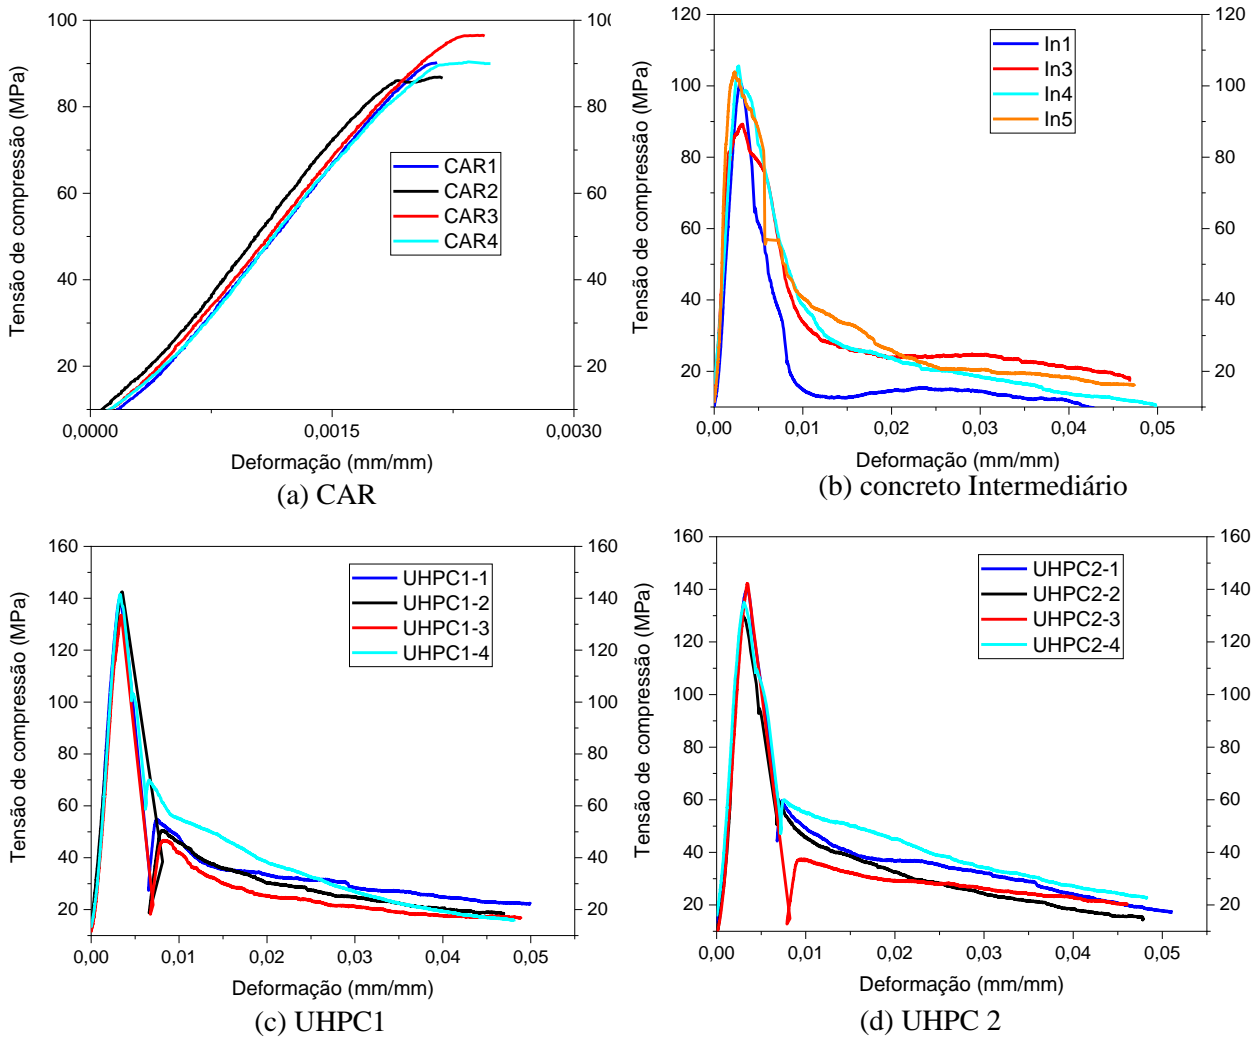 100
80
60
40
20
100
80
60
40
20
Tensão de compressão (MPa)
CAR1
CAR2
CAR3
CAR4
0,0000
0,0015
0,0030
Deformação (mm/mm)
(a) CAR
120
100
80
60
40
20
120
100
80
60
40
20
Tensão de compressão (MPa)
In1
In3
In4
In5
0,00
0,01
0,02
0,03
0,04
0,05
Deformação (mm/mm)
(b) concreto Intermediário
160
140
120
100
80
60
40
20
160
140
120
100
80
60
40
20
Tensão de compressão (MPa)
UHPC1-1
UHPC1-2
UHPC1-3
UHPC1-4
0,00
0,01
0,02
0,03
0,04
0,05
Deformação (mm/mm)
(c) UHPC1
160
140
120
100
80
60
40
20
160
140
120
100
80
60
40
20
Tensão de compressão (MPa)
UHPC2-1
UHPC2-2
UHPC2-3
UHPC2-4
0,00
0,01
0,02
0,03
0,04
0,05
Deformação (mm/mm)
(d) UHPC 2